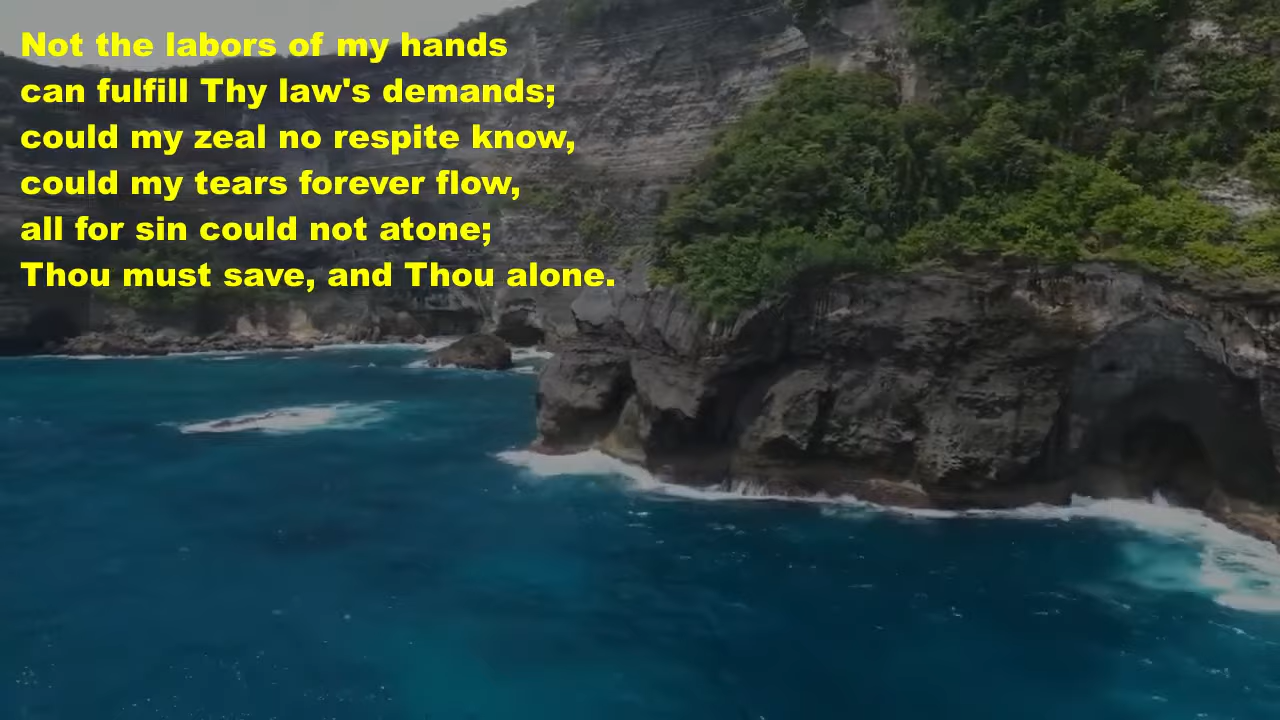 Not the labors of my hands
can fulfill Thy law's demands;
could my zeal no respite know,
could my tears forever flow,
all for sin could not atone;
Thou must save, and Thou alone.